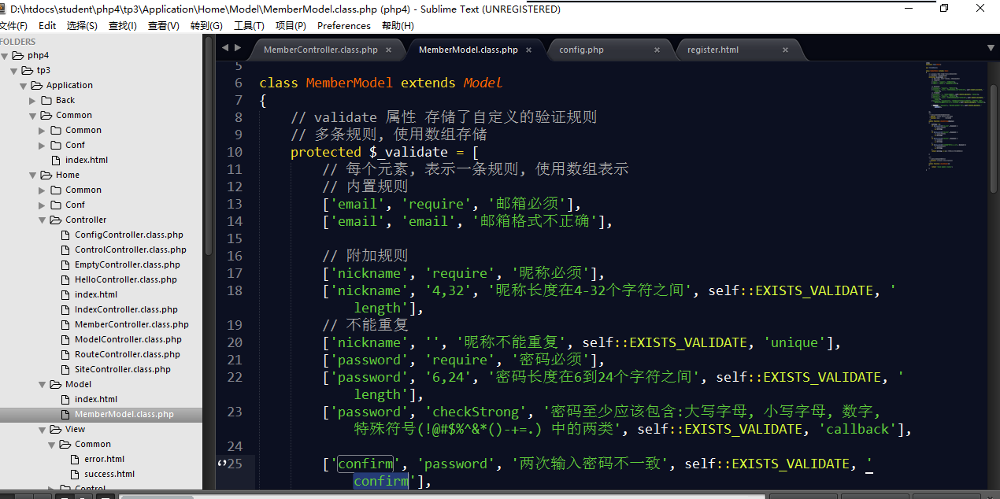 D:\htdocs\student\php4\tp3\Application\Home\Model\MemberModel.class.php (php4) - Sublime Text (UNREGISTERED)
文件(F) Edit 选择(S) 查找(I) 查看(V) 转到(G) 工具(T) 项目(P) Preferences 帮助(H)
FOLDERS
php4
tp3
Application
Back
Common
Common
Conf
index.html
Home
Common
Conf
Controller
ConfigController.class.php
ControlController.class.php
EmptyController.class.php
HelloController.class.php
index.html
IndexController.class.php
MemberController.class.php
ModelController.class.php
RouteController.class.php
SiteController.class.php
Model
index.html
MemberModel.class.php
View
Common
error.html
success.html
Control
MemberController.class.php × MemberModel.class.php × config.php × register.html ×
5
6 class MemberModel extends Model
7 {
8 // validate 属性 存储了自定义的验证规则
9 // 多条规则, 使用数组存储
10 protected $_validate = [
11 // 每个元素, 表示一条规则, 使用数组表示
12 // 内置规则
13 ['email', 'require', '邮箱必须'],
14 ['email', 'email', '邮箱格式不正确'],
15
16 // 附加规则
17 ['nickname', 'require', '昵称必须'],
18 ['nickname', '4,32', '昵称长度在4-32个字符之间', self::EXISTS_VALIDATE, '
length'],
19 // 不能重复
20 ['nickname', '', '昵称不能重复', self::EXISTS_VALIDATE, 'unique'],
21 ['password', 'require', '密码必须'],
22 ['password', '6,24', '密码长度在6到24个字符之间', self::EXISTS_VALIDATE, '
length'],
23 ['password', 'checkStrong', '密码至少应该包含:大写字母, 小写字母, 数字,
特殊符号(!@#$%^&*()-+=.) 中的两类', self::EXISTS_VALIDATE, 'callback'],
24
25 ['confirm', 'password', '两次输入密码不一致', self::EXISTS_VALIDATE, '
confirm'],